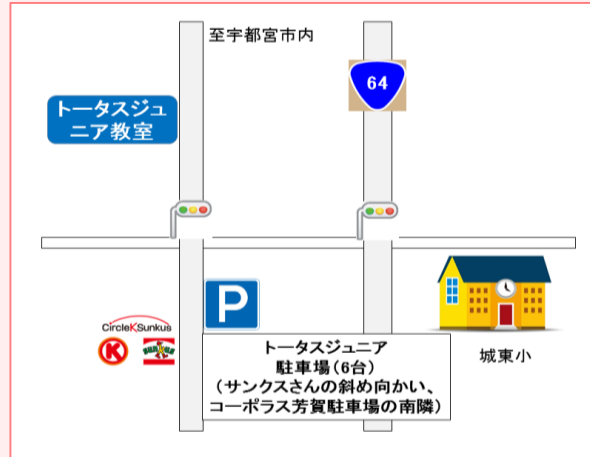 至宇都宮市内
64
トータスジュ
ニア教室
P
CircleKSunkus
K
sunkus
城東小
トータスジュニア
駐車場(6台)
(サンクスさんの斜め向かい、
コーポラス芳賀駐車場の南隣)